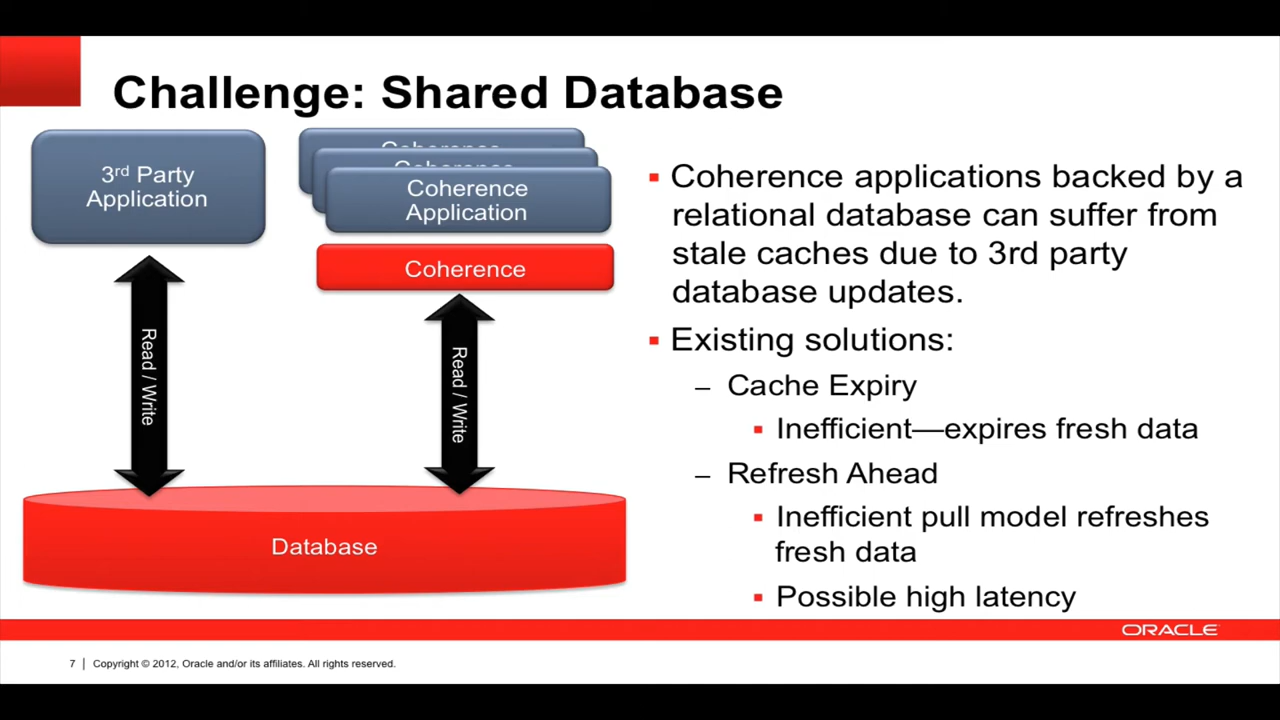 Challenge: Shared Database
3rd Party
Application
Coherence
Coherence
Coherence
Application
Coherence
Read / Write
Read / Write
Database
▪ Coherence applications backed by a
relational database can suffer from
stale caches due to 3rd party
database updates.
▪ Existing solutions:
– Cache Expiry
▪ Inefficient—expires fresh data
– Refresh Ahead
▪ Inefficient pull model refreshes
fresh data
▪ Possible high latency
ORACLE
7 | Copyright © 2012, Oracle and/or its affiliates. All rights reserved.